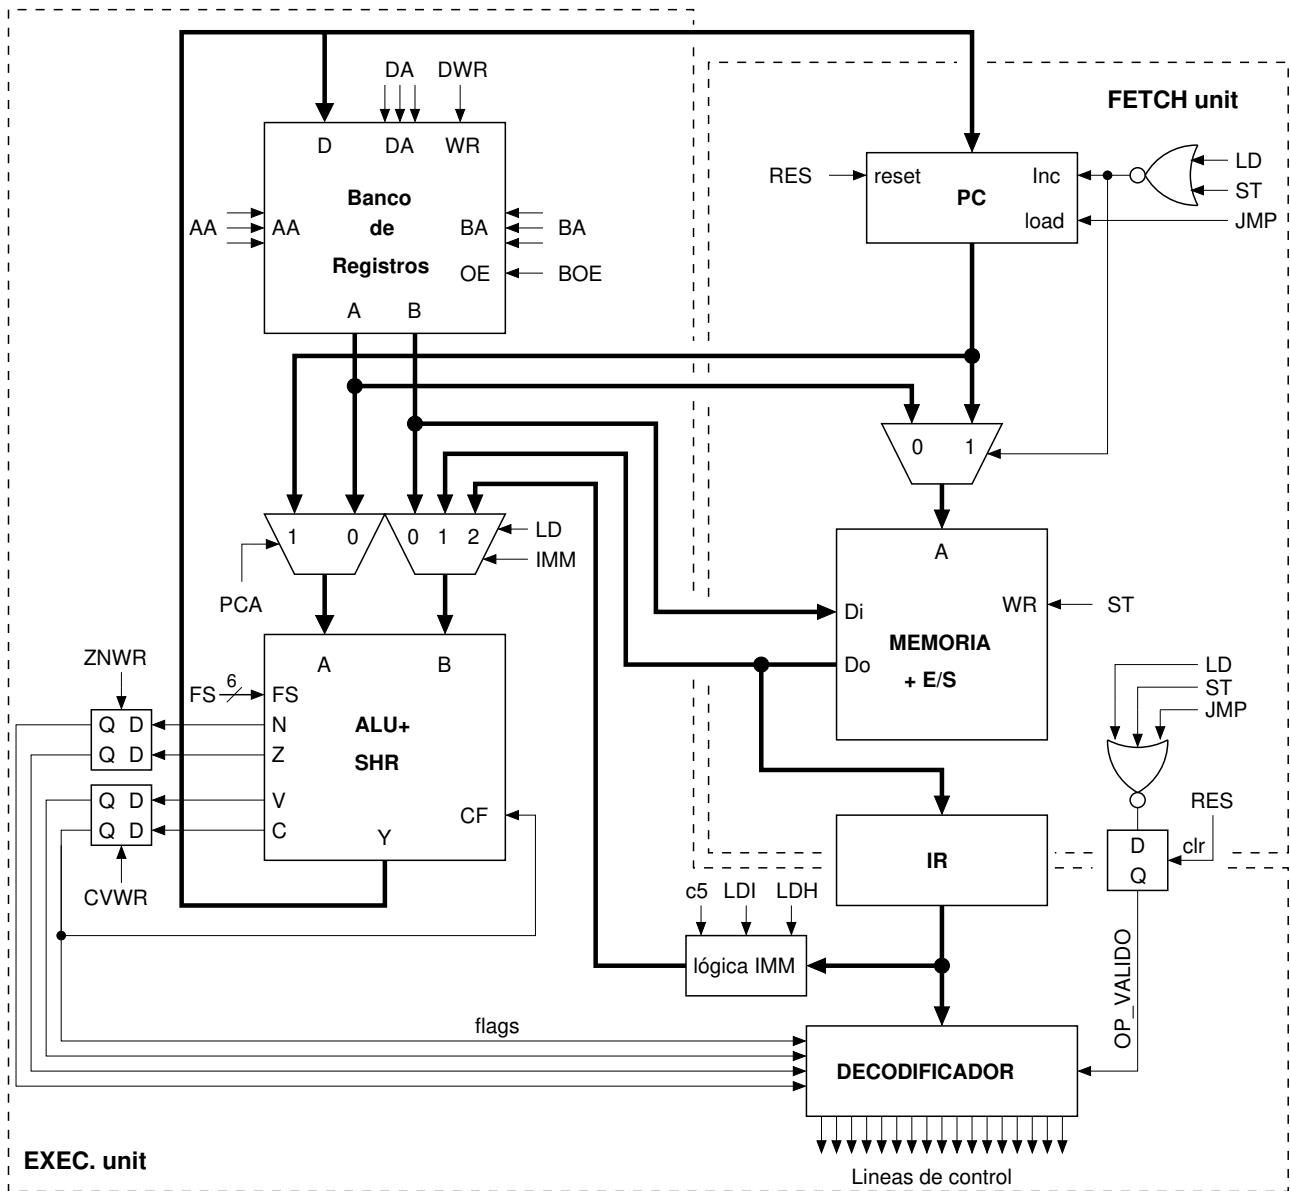 FETCH unit
DA DWR
D DA WR
Banco
de
Registros
AA AA
BA BA
OE BOE
A B
RES reset PC Inc
load
LD
ST
JMP
0 1
1 0 0 1 2
LD
IMM
PCA
A
Di WR ST
MEMORIA
Do + E/S
ZNWR
A B
FS 6 FS
Q D N
Q D Z
ALU+
SHR
Q D V
Q D C
CF
Y
CVWR
LD
ST
JMP
RES
D clr
Q
IR
c5 LDI LDH
lógica IMM
OP_VALIDO
flags
DECODIFICADOR
EXEC. unit
Lineas de control